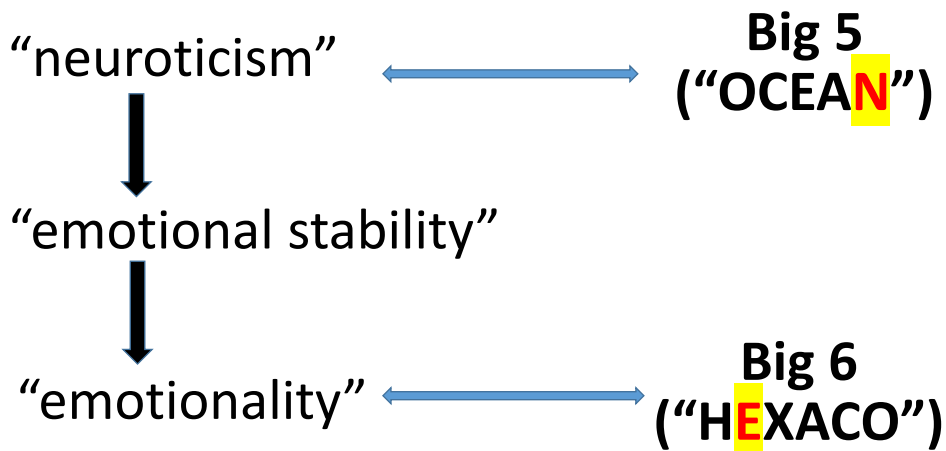 “neuroticism”
Big 5
(“OCEAN”)
“emotional stability”
“emotionality”
Big 6
(“HEXACO”)